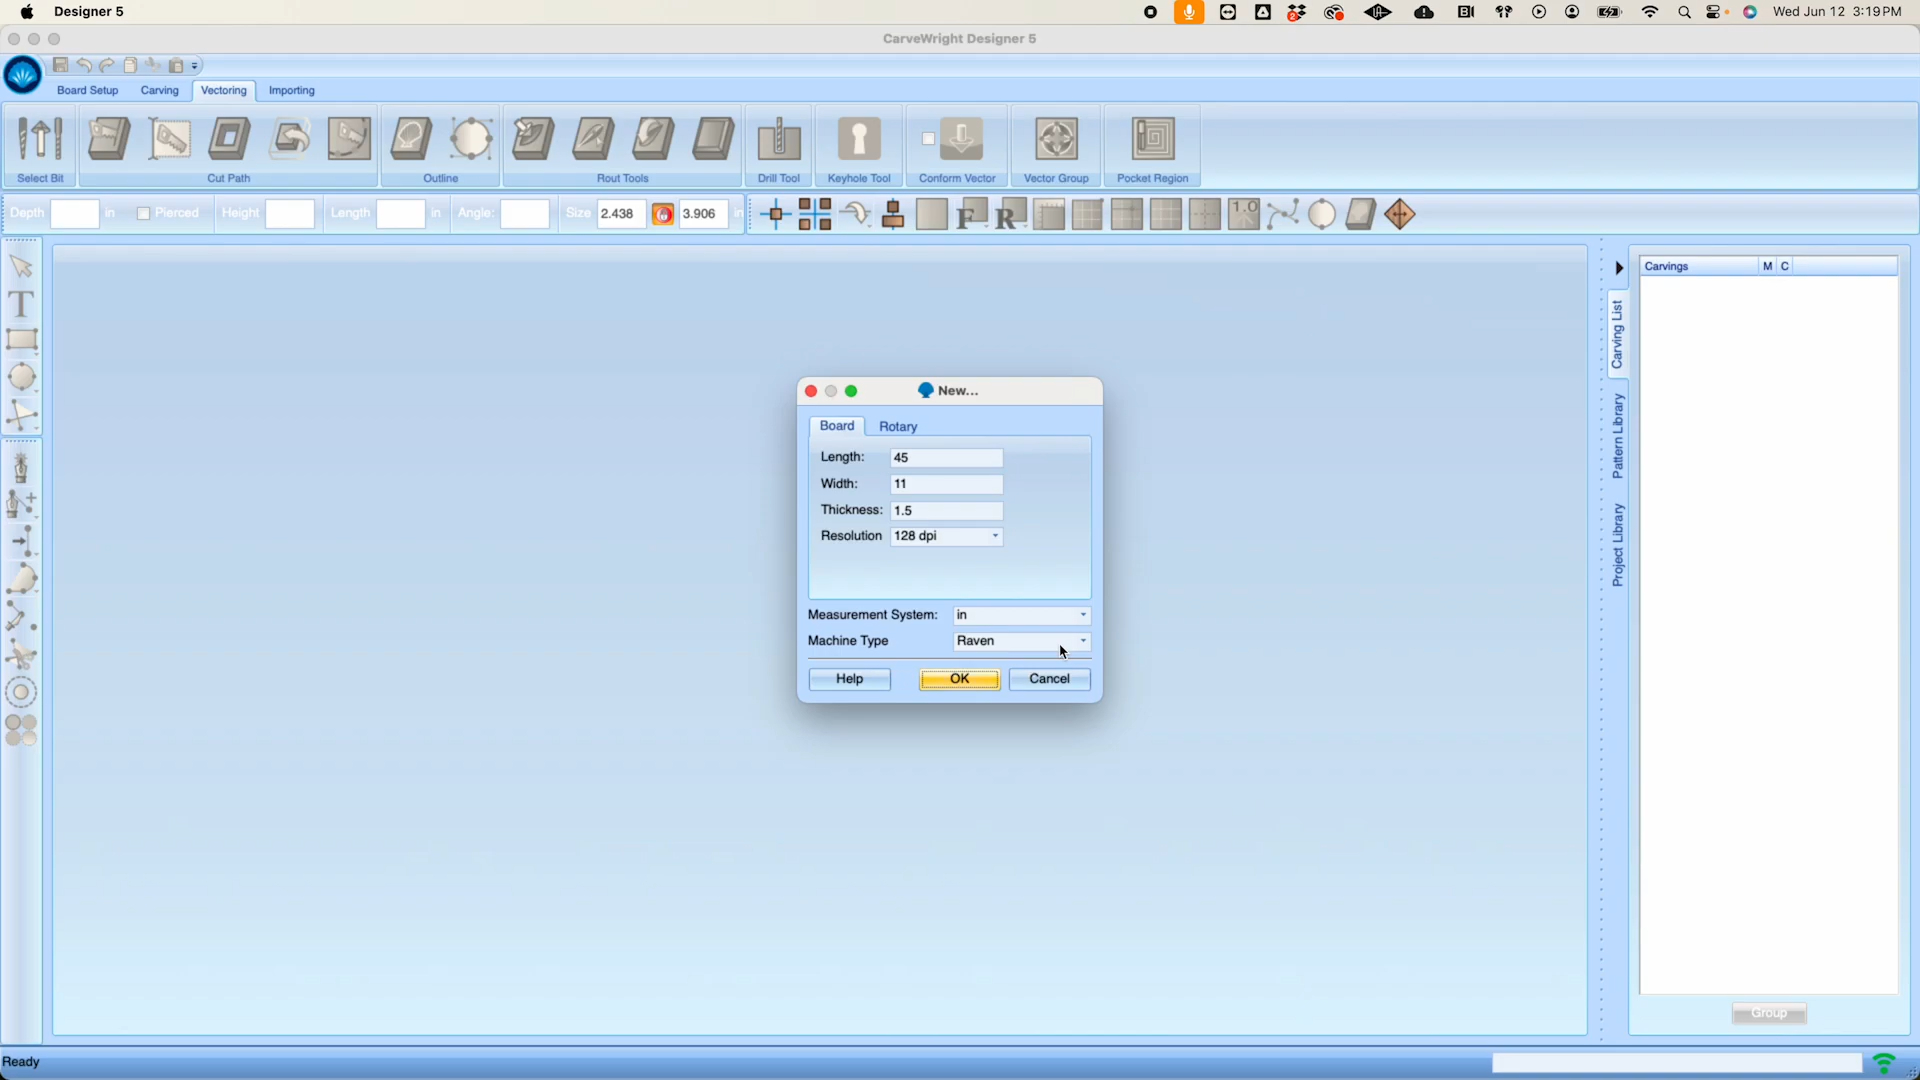 Designer 5
Wed Jun 12 3:19PM
CarveWright Designer 5
Board Setup
Carving
Vectoring
Importing
Select Bit
Cut Path
Outline
Rout Tools
Drill Tool
Keyhole Tool
Conform Vector
Vector Group
Pocket Region
Depth in
Pierced
Height
Length in
Angle:
Size 2.438 3.906 in
F
R
1.0
T
Carvings M C
Carving List
Pattern Library
Project Library
New...
Board Rotary
Length: 45
Width: 11
Thickness: 1.5
Resolution 128 dpi
Measurement System: in
Machine Type Raven
Help OK Cancel
Group
Ready